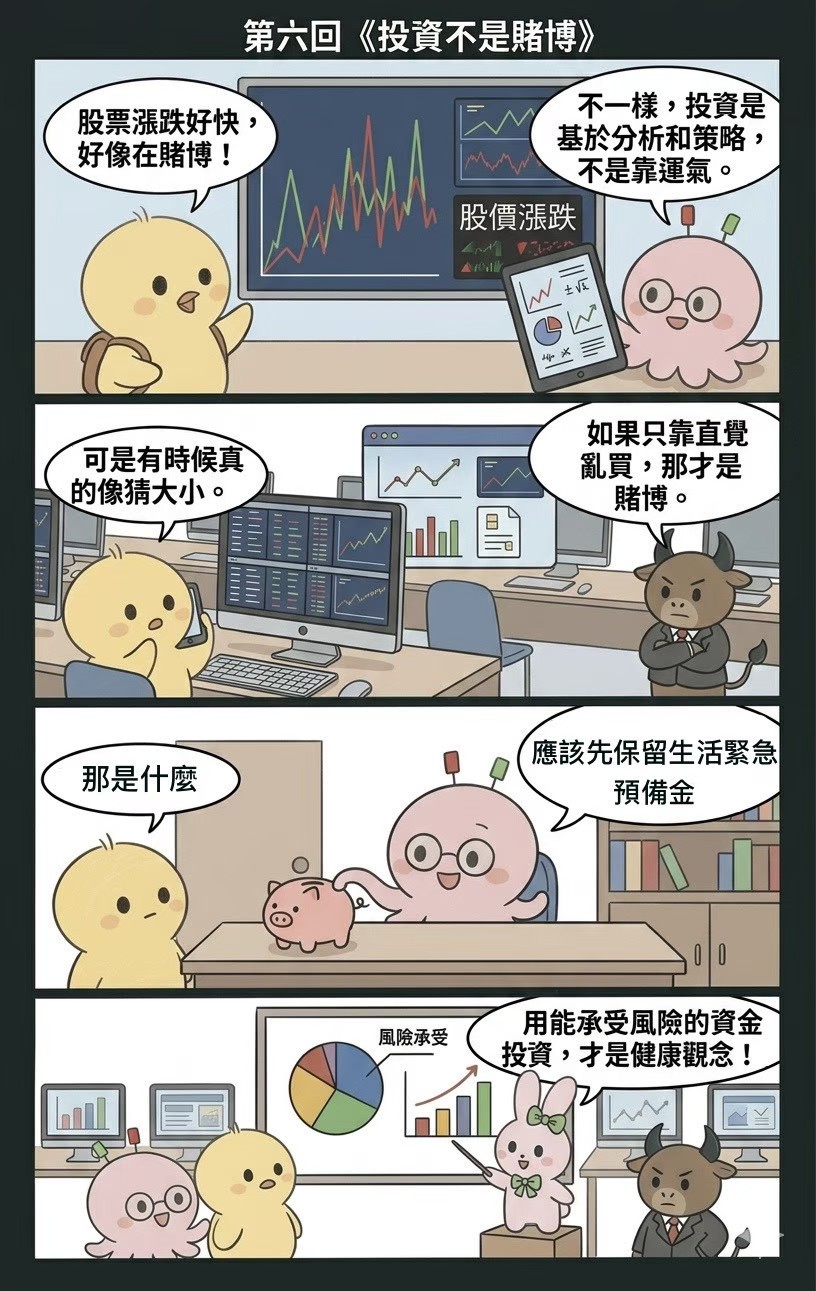 第六回《投資不是賭博》
股票漲跌好快，
好像在賭博！
不一樣，投資是
基於分析和策略，
不是靠運氣。
股價漲跌
±√x
可是有時候真
的像猜大小。
如果只靠直覺
亂買，那才是
賭博。
那是什麼
應該先保留生活緊急
預備金
風險承受
用能承受風險的資金
投資，才是健康觀念！